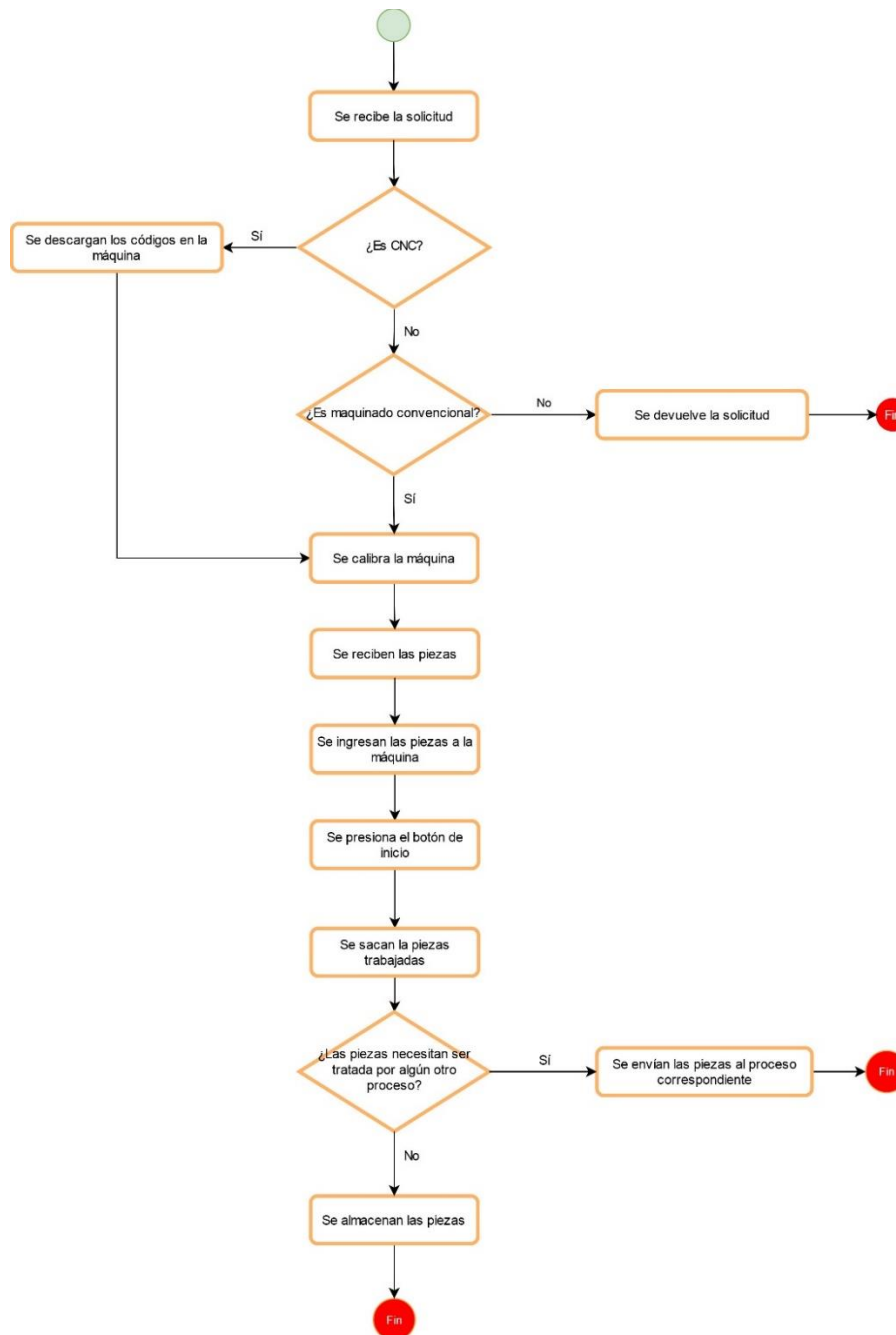 Se recibe la solicitud
¿Es CNC?
Sí
Se descargan los códigos en la
máquina
No
¿Es maquinado convencional?
No
Se devuelve la solicitud
Fin
Sí
Se calibra la máquina
Se reciben las piezas
Se ingresan las piezas a la
máquina
Se presiona el botón de
inicio
Se sacan la piezas
trabajadas
¿Las piezas necesitan ser
tratada por algún otro
proceso?
Sí
Se envían las piezas al proceso
correspondiente
Fin
No
Se almacenan las piezas
Fin